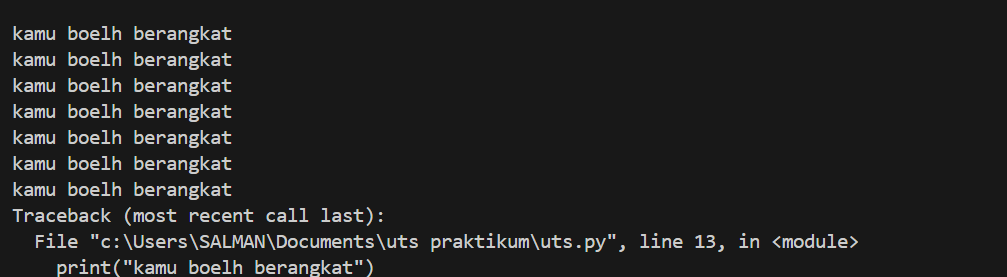 kamu boelh berangkat
kamu boelh berangkat
kamu boelh berangkat
kamu boelh berangkat
kamu boelh berangkat
kamu boelh berangkat
kamu boelh berangkat
Traceback (most recent call last):
  File "c:\Users\SALMAN\Documents\uts praktikum\uts.py", line 13, in <module>
    print("kamu boelh berangkat")